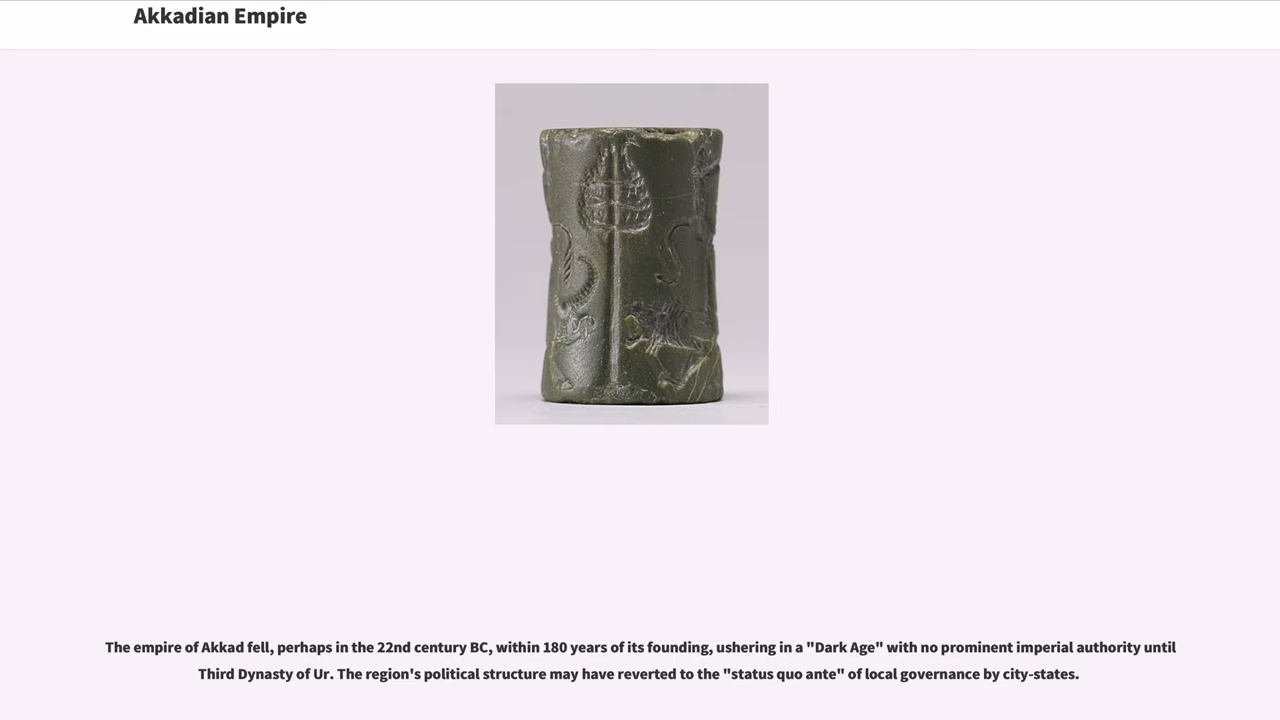 Akkadian Empire
The empire of Akkad fell, perhaps in the 22nd century BC, within 180 years of its founding, ushering in a "Dark Age" with no prominent imperial authority until
Third Dynasty of Ur. The region's political structure may have reverted to the "status quo ante" of local governance by city-states.